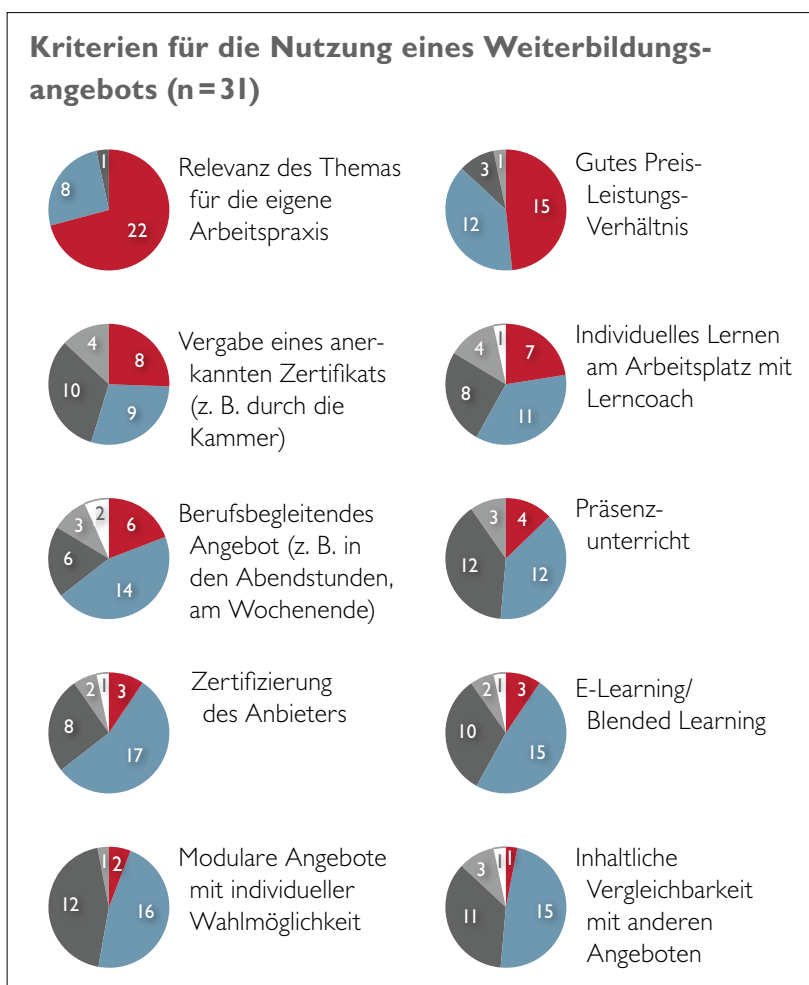 Kriterien für die Nutzung eines Weiterbildungs-
angebots (n = 31)
1
8
22
Relevanz des Themas
für die eigene
Arbeitspraxis
1
3
15
12
Gutes Preis-
Leistungs-
Verhältnis
4
8
10
9
Vergabe eines aner-
kannten Zertifikats
(z. B. durch die
Kammer)
1
4
7
8
11
Individuelles Lernen
am Arbeitsplatz mit
Lerncoach
2
3
6
6
14
Berufsbegleitendes
Angebot (z. B. in
den Abendstunden,
am Wochenende)
3
4
12
12
Präsenz-
unterricht
1
2
3
8
17
Zertifizierung
des Anbieters
1
2
3
10
15
E-Learning/
Blended Learning
1
2
12
16
Modulare Angebote
mit individueller
Wahlmöglichkeit
1
1
3
11
15
Inhaltliche
Vergleichbarkeit
mit anderen
Angeboten